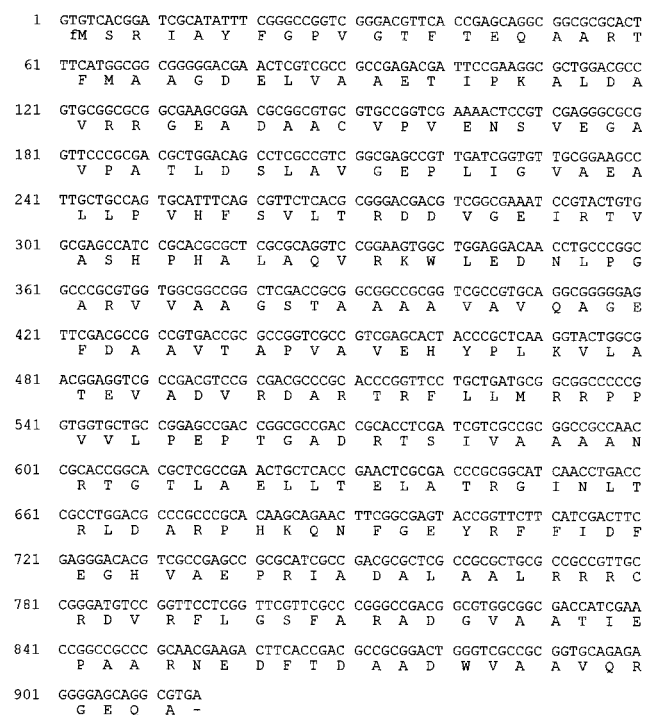 1 GTGTCACGGA TCGCATATTT CGGGCCGGTC GGGACGTTCA CCGAGCAGGC GGCGCGCACT
fM S R I A Y F G P V G T F T E Q A A R T
61 TTCATGGCGG CGGGGGACGA ACTCGTCGCC GCCGAGACGA TTCCGAAGGC GCTGGACGCC
F M A A G D E L V A A E T I P K A L D A
121 GTGCGGCGCG GCGAAGCGGA CGCGGCGTGC GTGCCGGTCG AAAACTCCGT CGAGGGCGCG
V R R G E A D A A C V P V E N S V E G A
181 GTTCCCGCGA CGCTGGACAG CCTCGCCGTC GGCGAGCCGT TGATCGGTGT TGCGGAAGCC
V P A T L D S L A V G E P L I G V A E A
241 TTGCTGCCAG TGCATTTCAG CGTTCTCACG CGGGACGACG TCGGCGAAAT CCGTACTGTG
L L P V H F S V L T R D D V G E I R T V
301 GCGAGCCATC CGCACGCGCT CGCGCAGGTC CGGAAGTGGC TGGAGGACAA CCTGCCCGGC
A S H P H A L A Q V R K W L E D N L P G
361 GCCCGCGTGG TGGCGGCCGG CTCGACCGCG GCGGCCGCGG TCGCCGTGCA GGCGGGGGAG
A R V V A A G S T A A A A V A V Q A G E
421 TTCGACGCCG CCGTGACCGC GCCGGTCGCC GTCGAGCACT ACCCGCTCAA GGTACTGGCG
F D A A V T A P V A V E H Y P L K V L A
481 ACGGAGGTCG CCGACGTCCG CGACGCCCGC ACCCGGTTCC TGCTGATGCG GCGGCCCCCG
T E V A D V R D A R T R F L L M R R P P
541 GTGGTGCTGC CGGAGCCGAC CGGCGCCGAC CGCACCTCGA TCGTCGCCGC GGCCGCCAAC
V V L P E P T G A D R T S I V A A A A N
601 CGCACCGGCA CGCTCGCCGA ACTGCTCACC GAACTCGCGA CCCGCGGCAT CAACCTGACC
R T G T L A E L L T E L A T R G I N L T
661 CGCCTGGACG CCCGCCCGCA CAAGCAGAAC TTCGGCGAGT ACCGGTTCTT CATCGACTTC
R L D A R P H K Q N F G E Y R F F I D F
721 GAGGGACACG TCGCCGAGCC GCGCATCGCC GACGCGCTCG CCGCGCTGCG CCGCCGTTGC
E G H V A E P R I A D A L A A L R R R C
781 CGGGATGTCC GGTTCCTCGG TTCGTTCGCC CGGGCCGACG GCGTGGCGGC GACCATCGAA
R D V R F L G S F A R A D G V A A T I E
841 CCGGCCGCCC GCAACGAAGA CTTCACCGAC GCCGCGGACT GGGTCGCCGC GGTGCAGAGA
P A A R N E D F T D A A D W V A A V Q R
901 GGGGAGCAGG CGTGA
G E Q A -